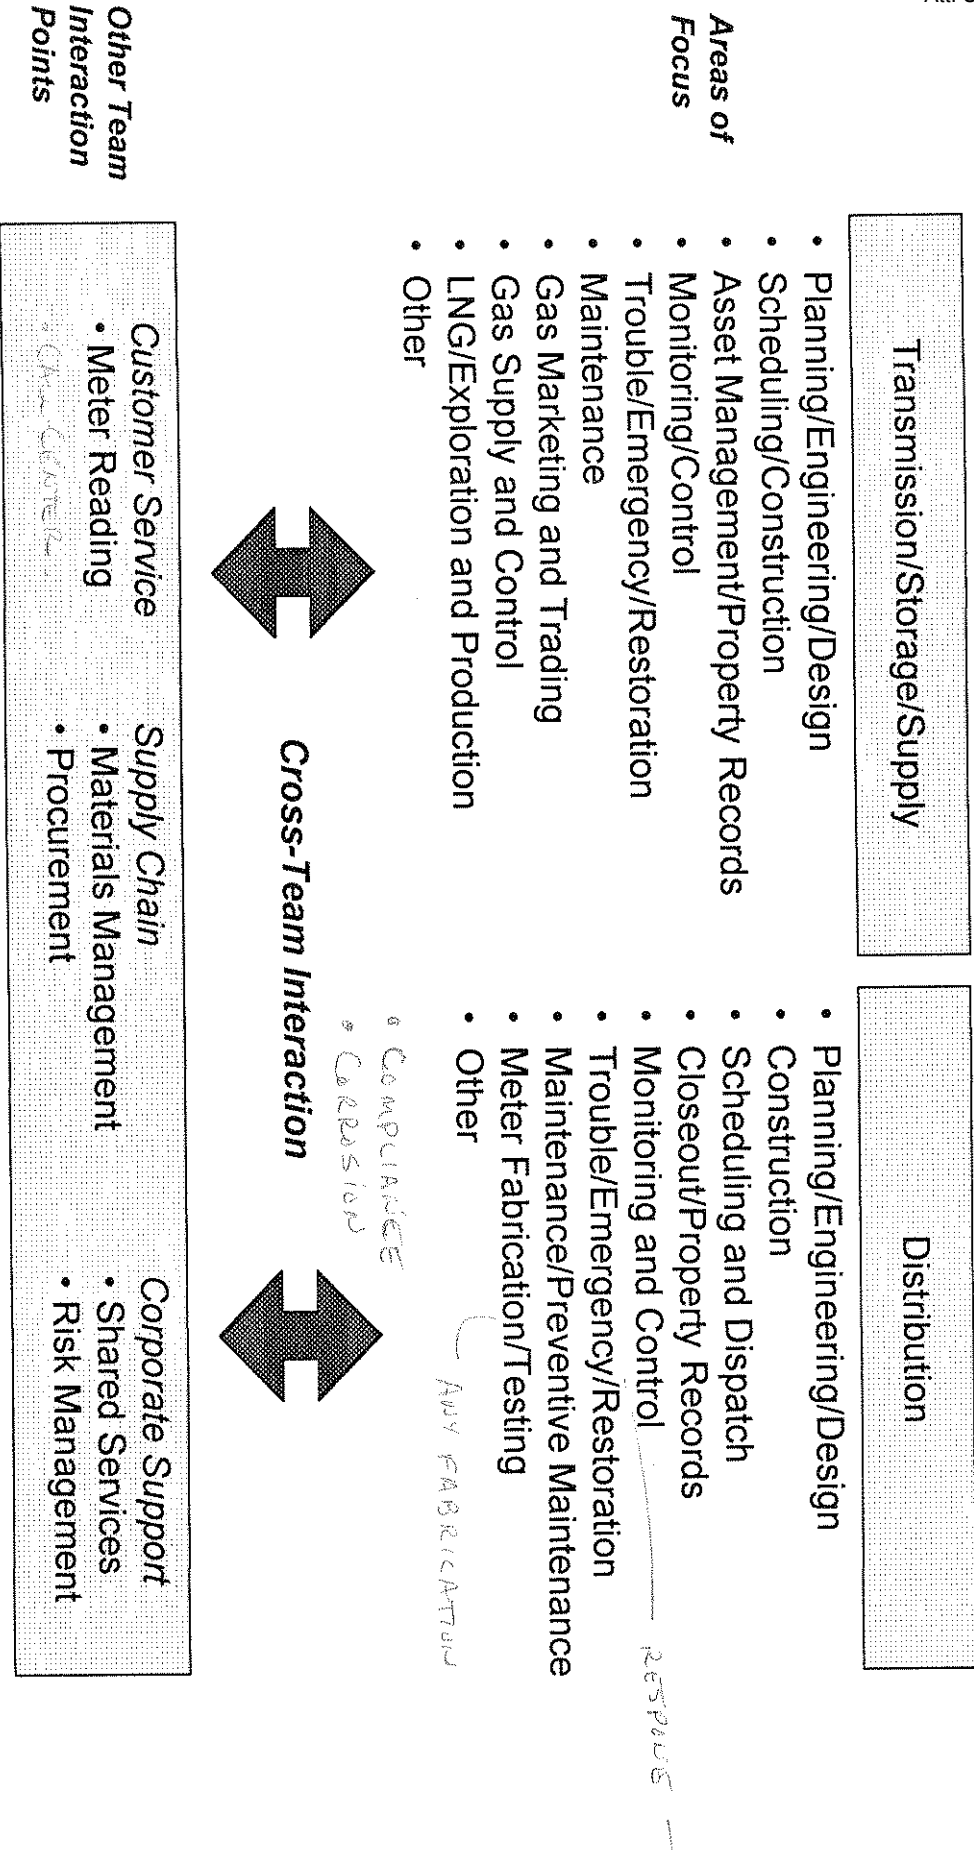 Transmission/Storage/Supply
Distribution
Areas of
Focus
• Planning/Engineering/Design
• Scheduling/Construction
• Asset Management/Property Records
• Monitoring/Control
• Trouble/Emergency/Restoration
• Maintenance
• Gas Marketing and Trading
• Gas Supply and Control
• LNG/Exploration and Production
• Other
• Planning/Engineering/Design
• Construction
• Scheduling and Dispatch
• Closeout/Property Records
• Monitoring and Control
RESPONSE
• Trouble/Emergency/Restoration
• Maintenance/Preventive Maintenance
• Meter Fabrication/Testing
ANY FABRICATION
• Other
• COMPLIANCE
• CORROSION
Cross-Team Interaction
Other Team
Interaction
Points
Customer Service
• Meter Reading
• CALL CENTER
Supply Chain
• Materials Management
• Procurement
Corporate Support
• Shared Services
• Risk Management